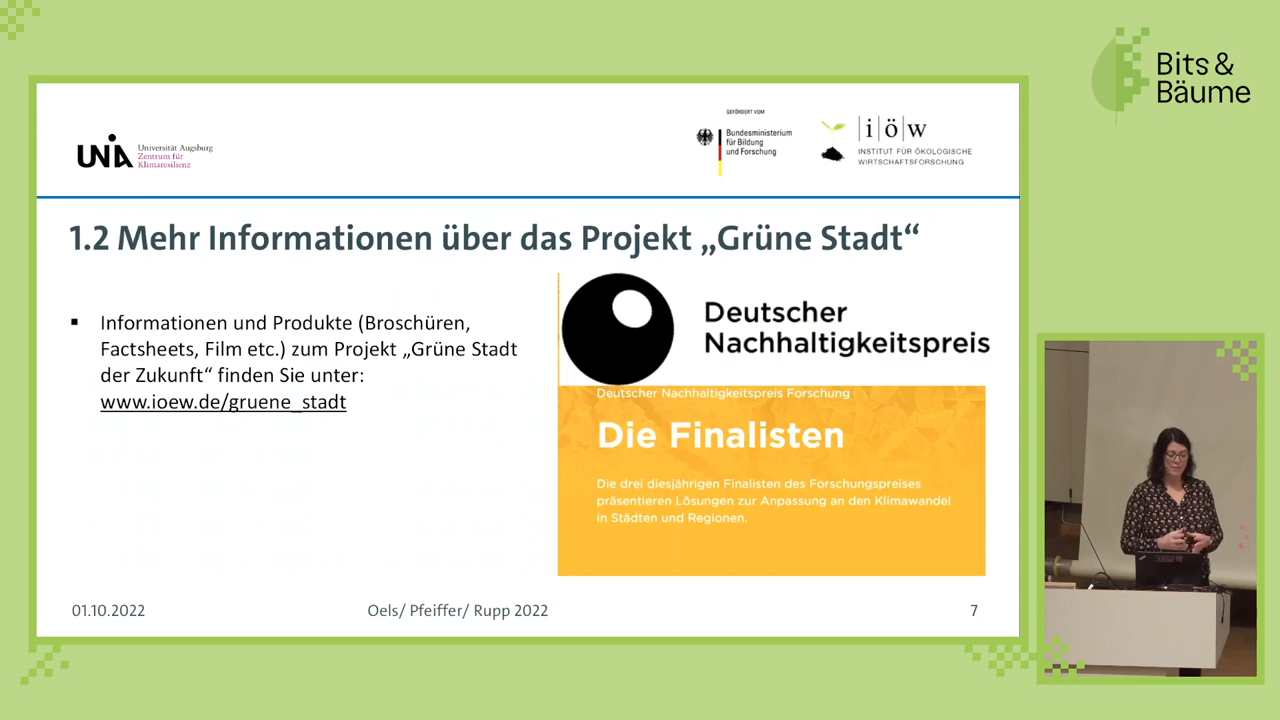 Bits &
Bäume
UNIA
Universität Augsburg
Zentrum für
Klimaresilienz
GEFÖRDERT VOM
Bundesministerium
für Bildung
und Forschung
i|ö|w
INSTITUT FÜR ÖKOLOGISCHE
WIRTSCHAFTSFORSCHUNG
1.2 Mehr Informationen über das Projekt „Grüne Stadt“
▪ Informationen und Produkte (Broschüren,
Factsheets, Film etc.) zum Projekt „Grüne Stadt
der Zukunft“ finden Sie unter:
www.ioew.de/gruene_stadt
Deutscher
Nachhaltigkeitspreis
Deutscher Nachhaltigkeitspreis Forschung
Die Finalisten
Die drei diesjährigen Finalisten des Forschungspreises
präsentieren Lösungen zur Anpassung an den Klimawandel
in Städten und Regionen.
01.10.2022
Oels/ Pfeiffer/ Rupp 2022
7